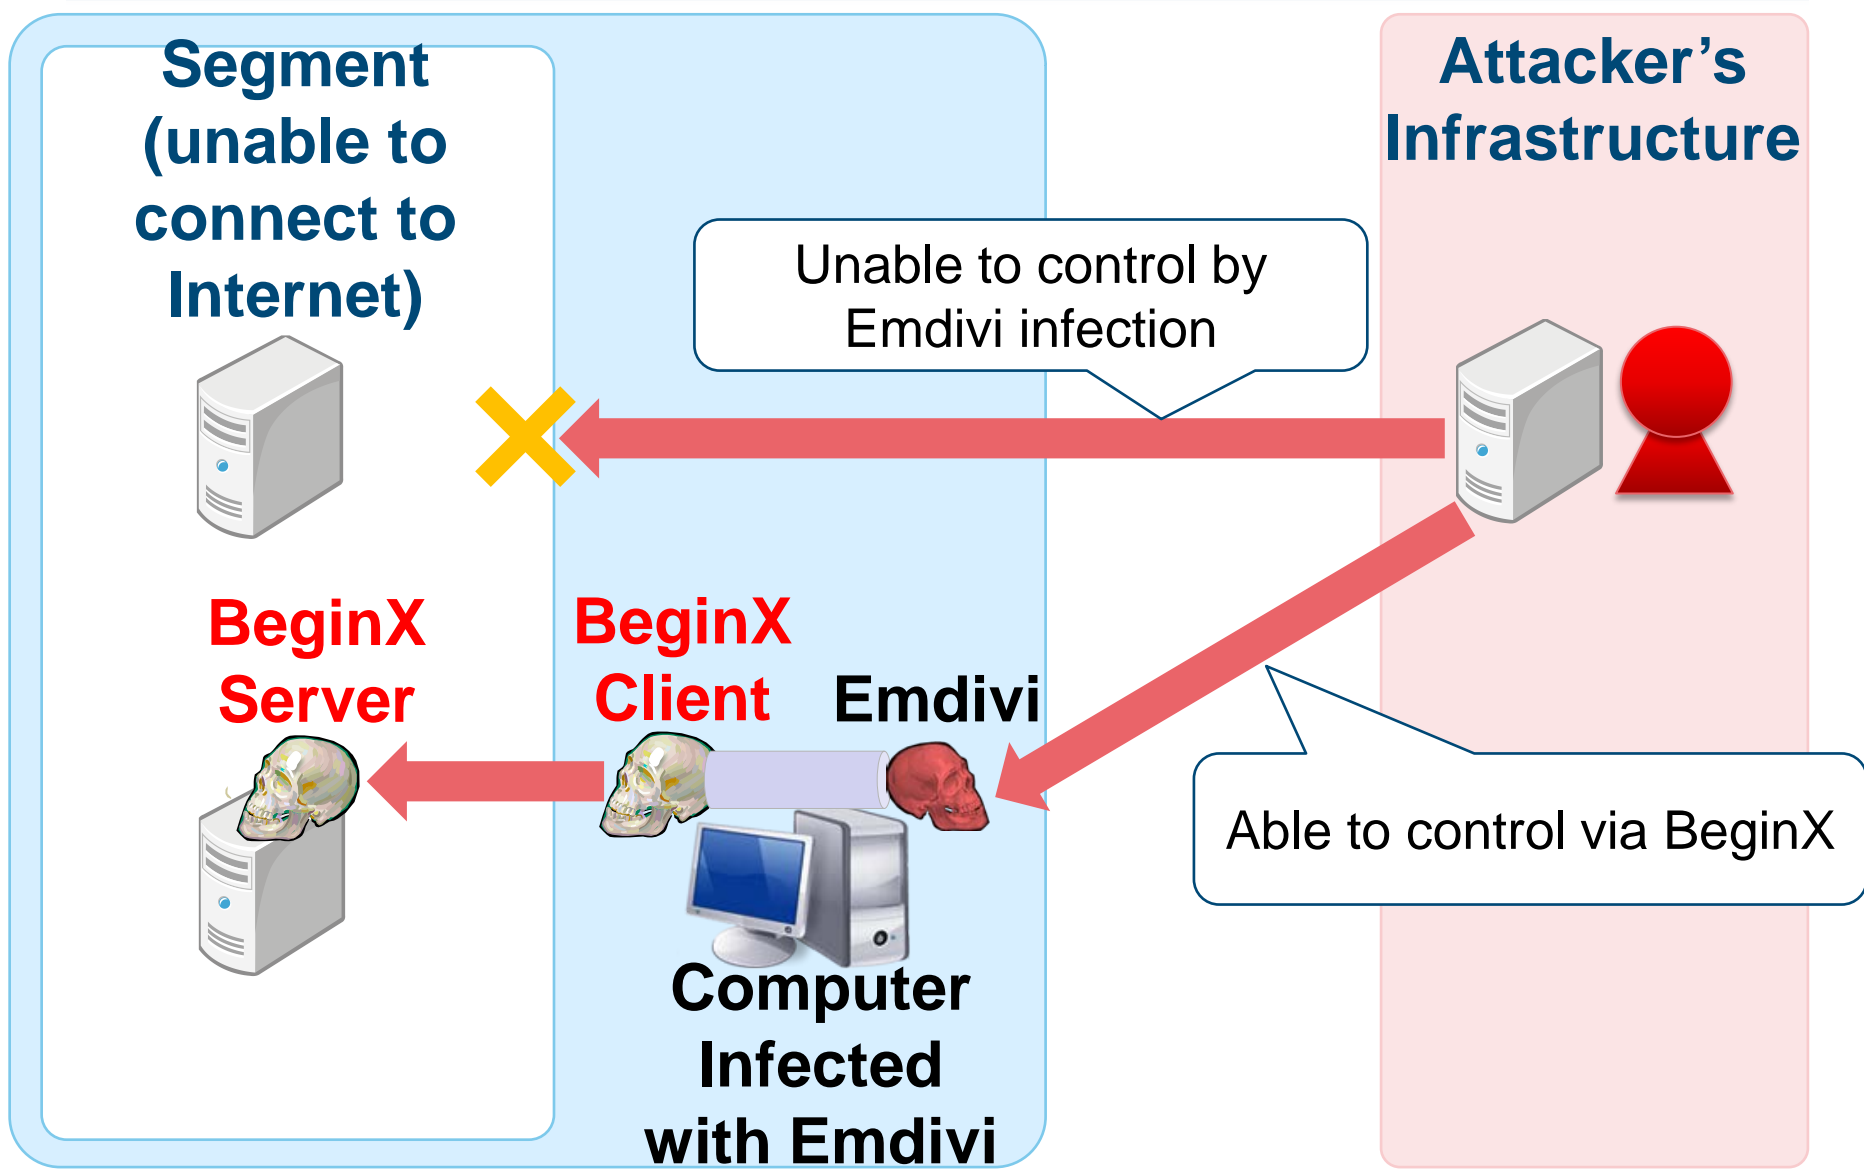 Segment
(unable to
connect to
Internet)
Attacker’s
Infrastructure
Unable to control by
Emdivi infection
BeginX
Server
BeginX
Client
Emdivi
Able to control via BeginX
Computer
Infected
with Emdivi